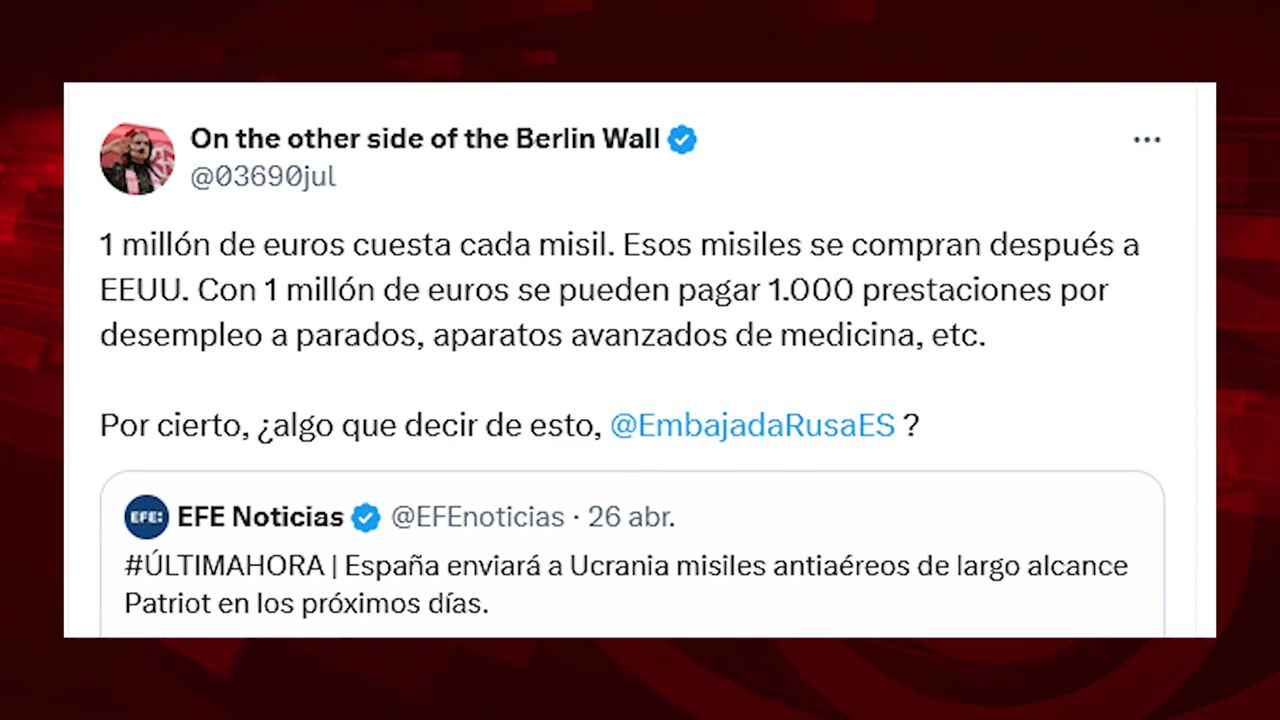 On the other side of the Berlin Wall
@03690jul
1 millón de euros cuesta cada misil. Esos misiles se compran después a
EEUU. Con 1 millón de euros se pueden pagar 1.000 prestaciones por
desempleo a parados, aparatos avanzados de medicina, etc.
Por cierto, ¿algo que decir de esto, @EmbajadaRusaES ?
EFE: EFE Noticias @EFEnoticias · 26 abr.
#ÚLTIMAHORA | España enviará a Ucrania misiles antiaéreos de largo alcance
Patriot en los próximos días.